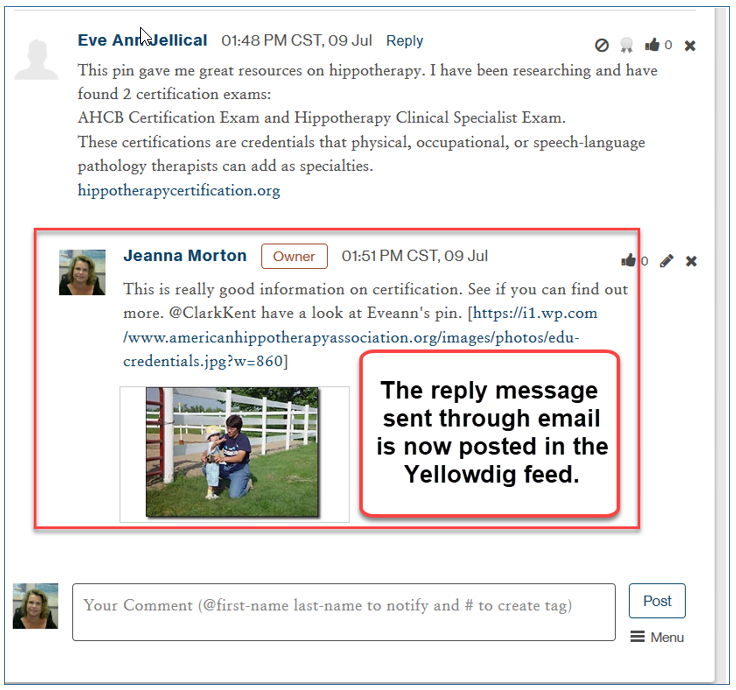 Eve Ann Jellical 01:48 PM CST, 09 Jul Reply
0
This pin gave me great resources on hippotherapy. I have been researching and have
found 2 certification exams:
AHCB Certification Exam and Hippotherapy Clinical Specialist Exam.
These certifications are credentials that physical, occupational, or speech-language
pathology therapists can add as specialties.
hippotherapycertification.org
Jeanna Morton Owner 01:51 PM CST, 09 Jul
0
This is really good information on certification. See if you can find out
more. @ClarkKent have a look at Eveann's pin. [https://i1.wp.com
/www.americanhippotherapyassociation.org/images/photos/edu-
credentials.jpg?w=860]
The reply message
sent through email
is now posted in the
Yellowdig feed.
Your Comment (@first-name last-name to notify and # to create tag)
Post
Menu